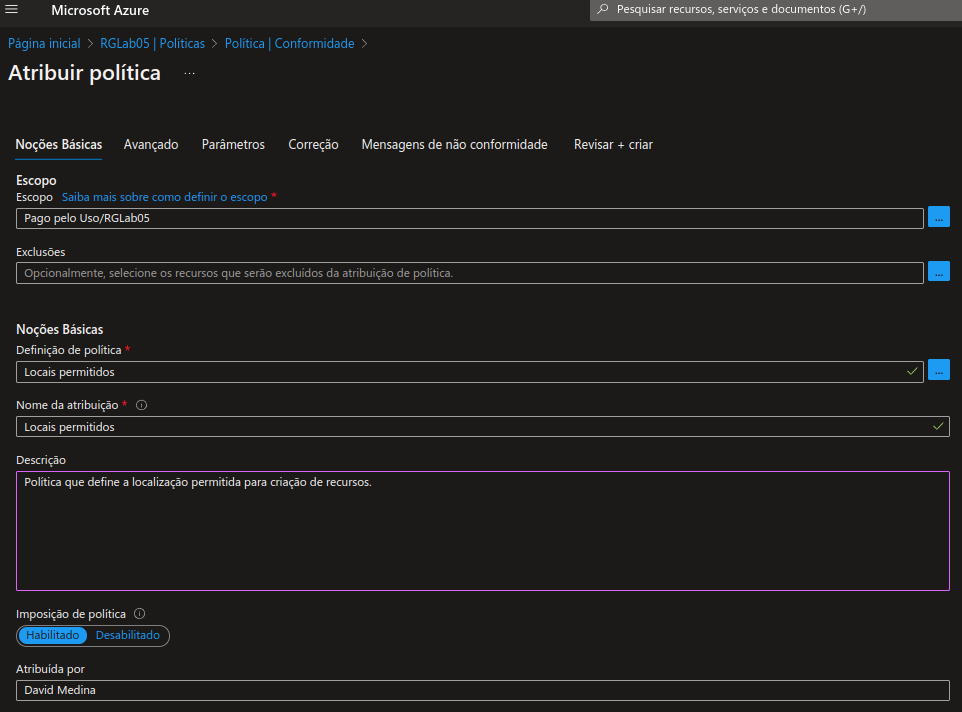 Microsoft Azure
Pesquisar recursos, serviços e documentos (G+/)
Página inicial > RGLab05 | Políticas > Política | Conformidade >
Atribuir política ...
Noções Básicas Avançado Parâmetros Correção Mensagens de não conformidade Revisar + criar
Escopo
Escopo Saiba mais sobre como definir o escopo *
Pago pelo Uso/RGLab05 ...
Exclusões
Opcionalmente, selecione os recursos que serão excluídos da atribuição de política. ...
Noções Básicas
Definição de política *
Locais permitidos ...
Nome da atribuição *
Locais permitidos
Descrição
Política que define a localização permitida para criação de recursos.
Imposição de política
Habilitado Desabilitado
Atribuída por
David Medina